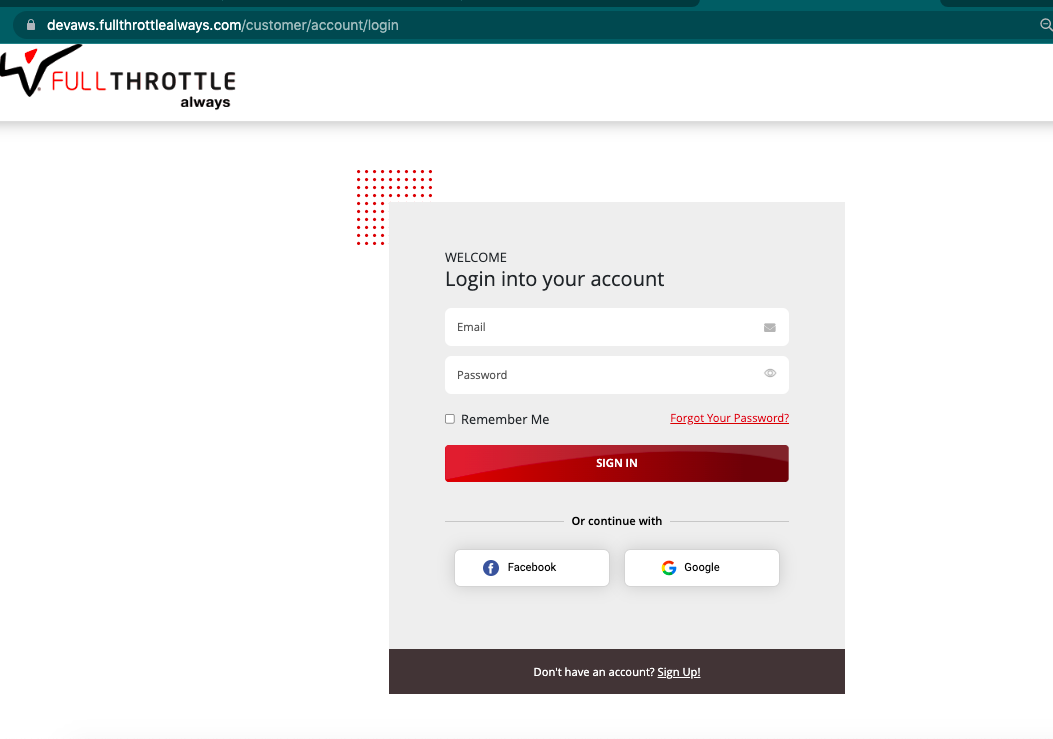 devaws.fullthrottlealways.com/customer/account/login
FULLTHROTTLE
always
WELCOME
Login into your account
Email
Password
Remember Me
Forgot Your Password?
SIGN IN
Or continue with
Facebook
Google
Don't have an account? Sign Up!